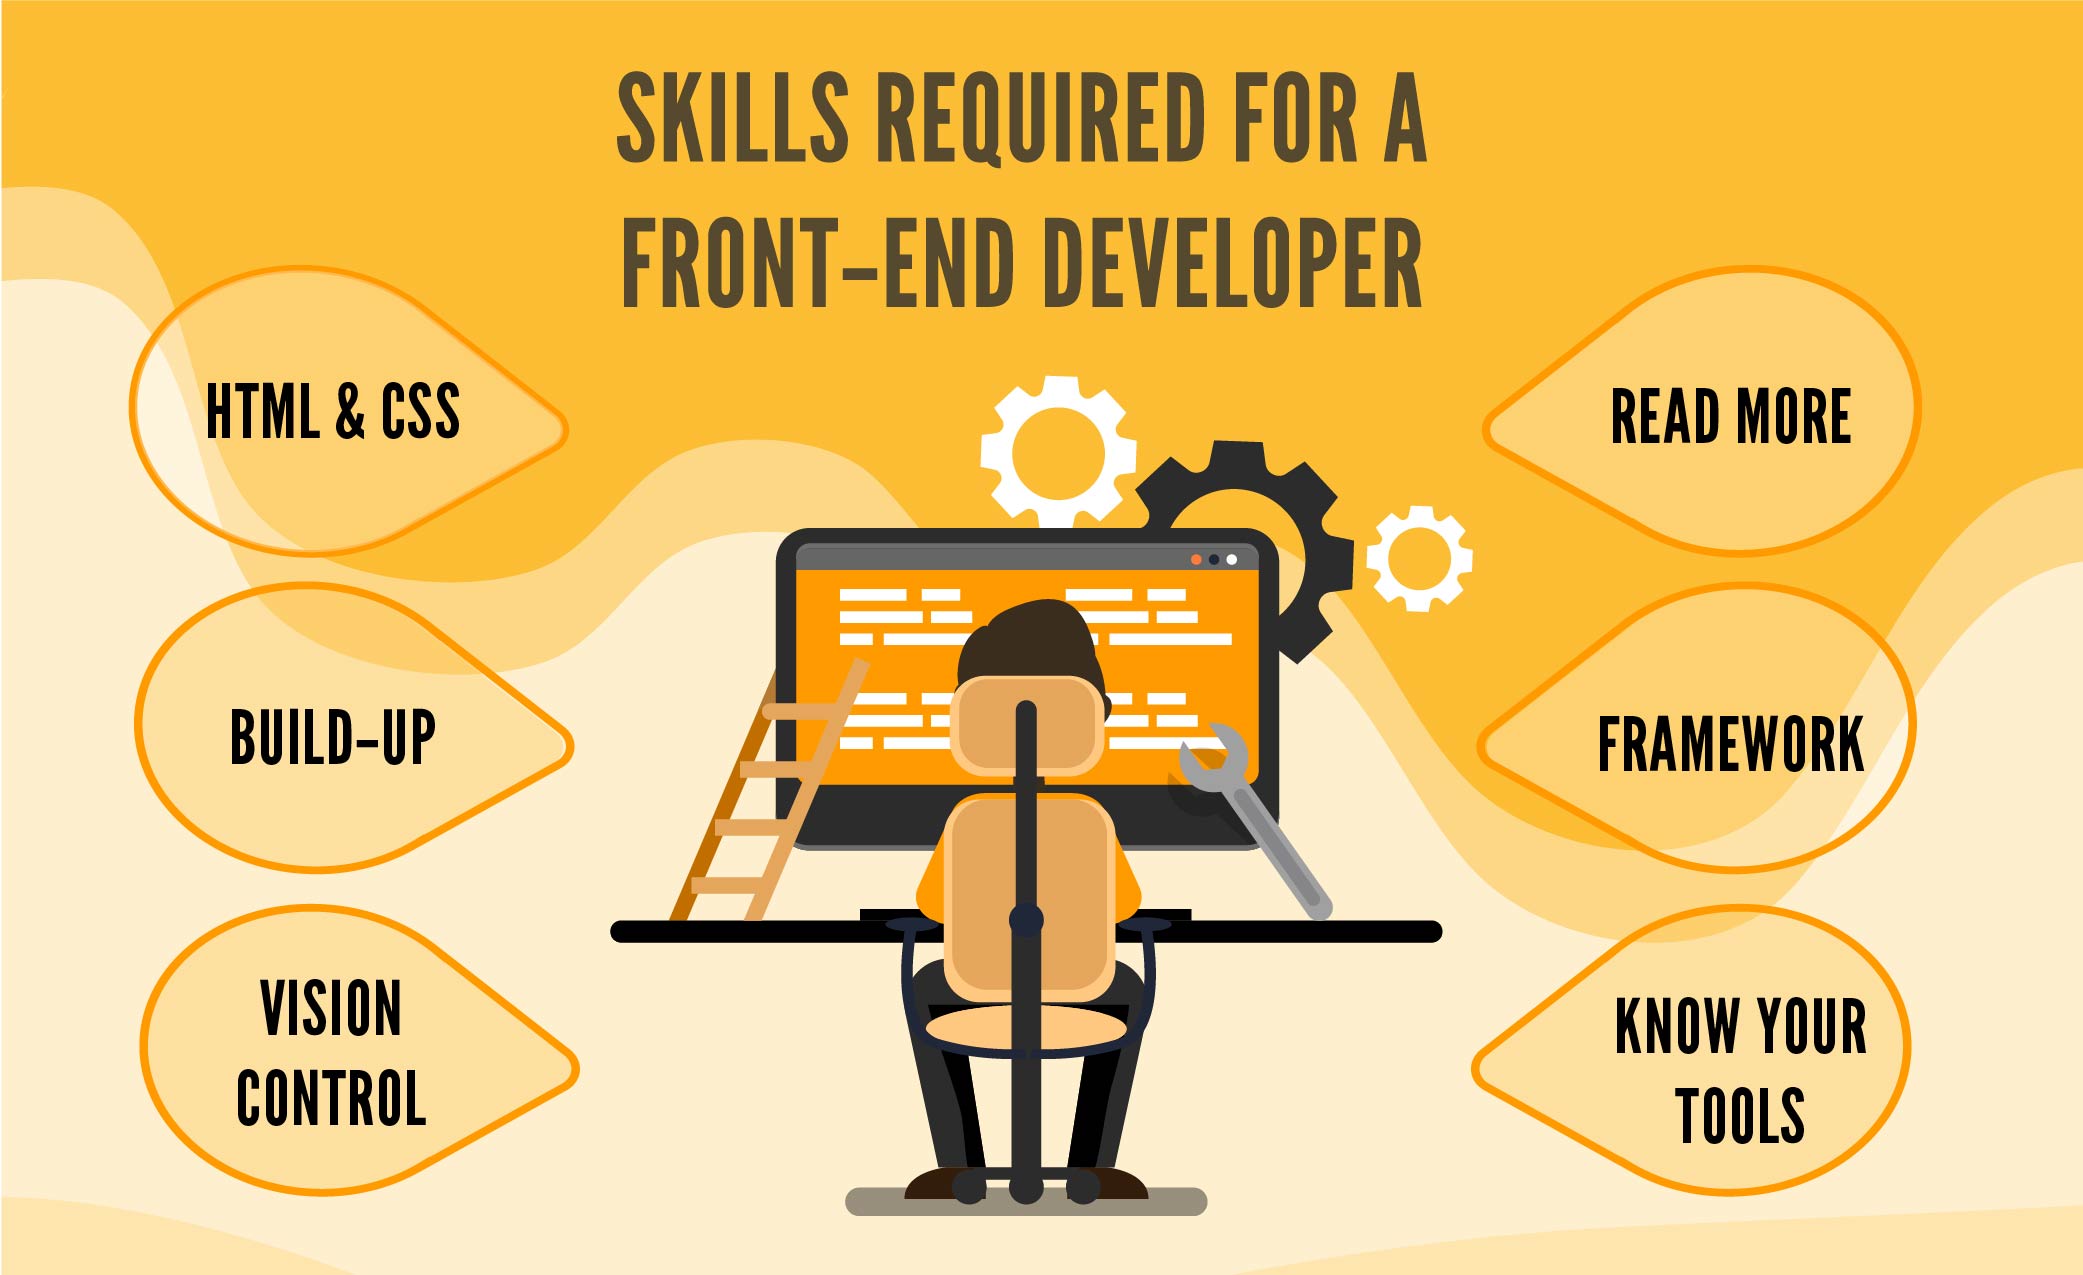 SKILLS REQUIRED FOR A
FRONT-END DEVELOPER
HTML & CSS
BUILD-UP
VISION
CONTROL
READ MORE
FRAMEWORK
KNOW YOUR
TOOLS